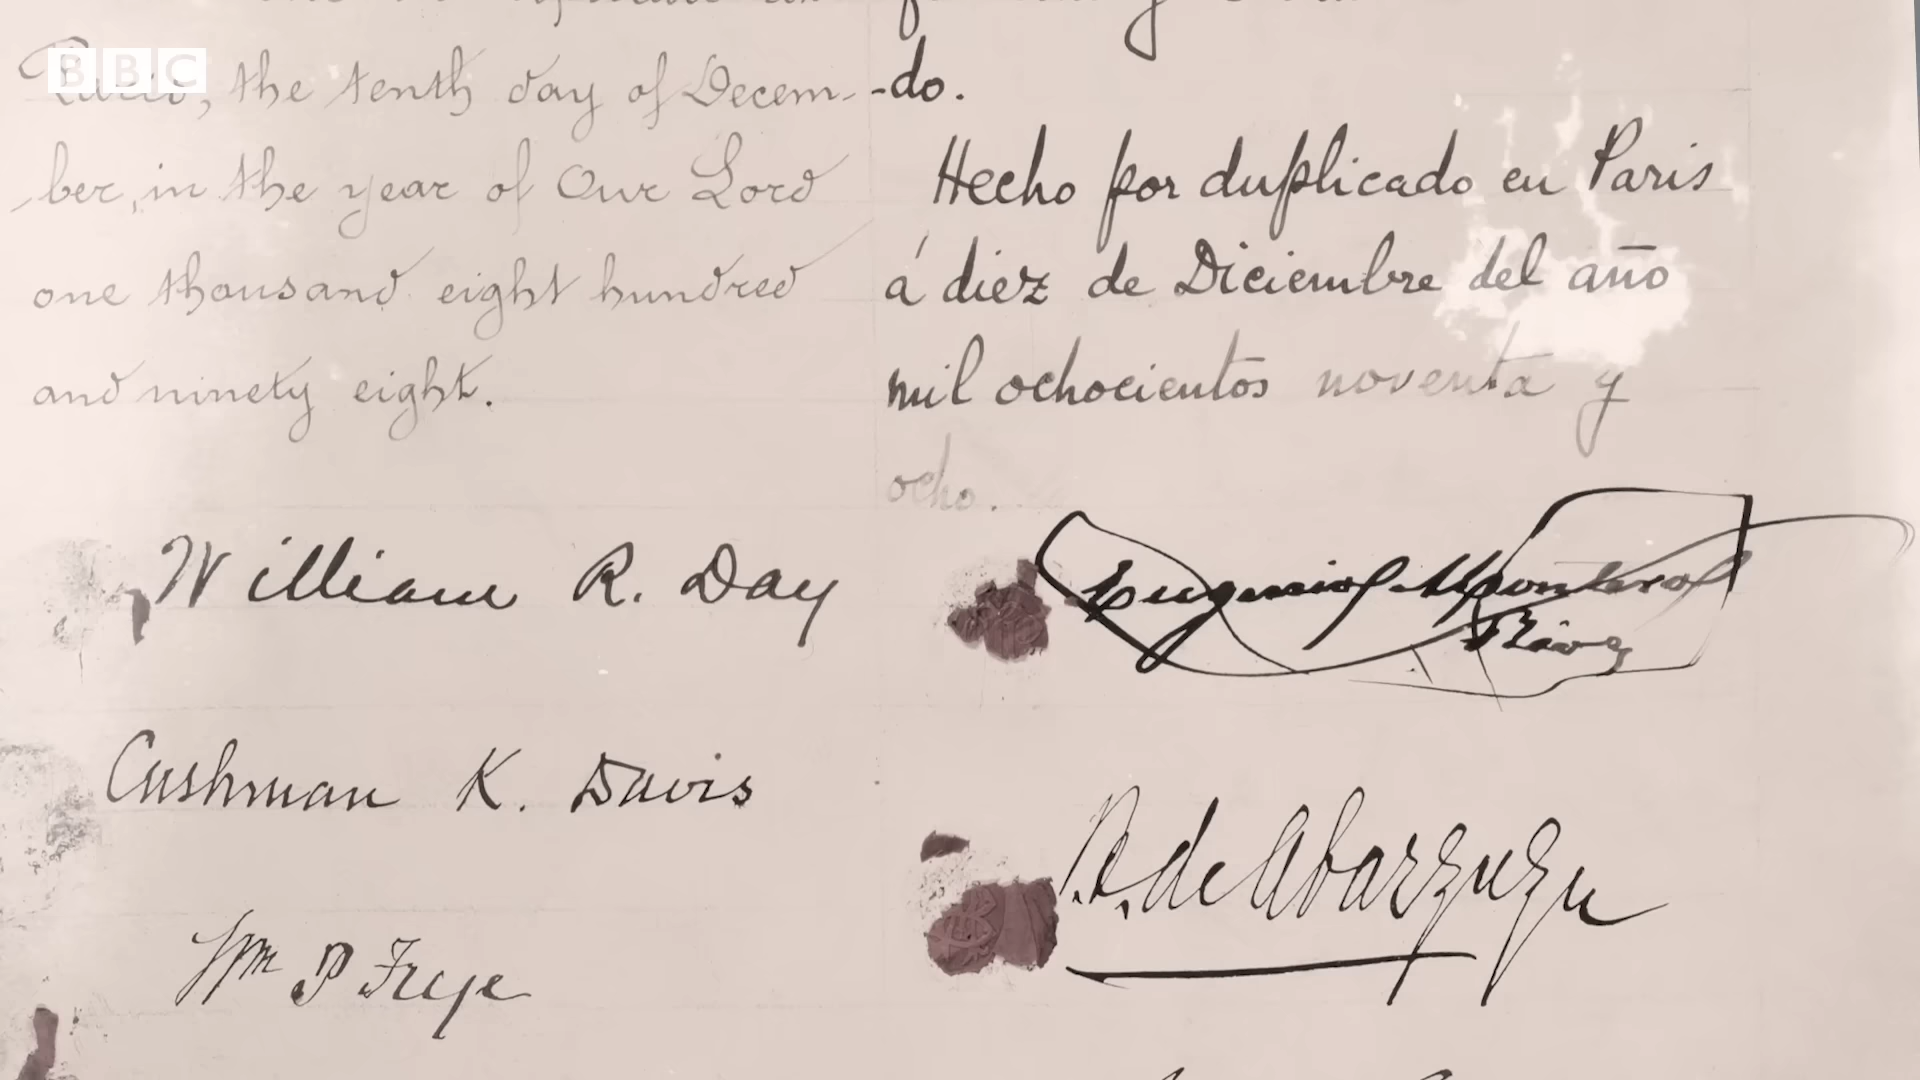 BBC
Paris, the tenth day of Decem-
ber, in the year of Our Lord
one thousand eight hundred
and ninety eight.
William R. Day
Cushman K. Davis
Wm P Frye
-do.
Hecho por duplicado en Paris
á diez de Diciembre del año
mil ochocientos noventa y
ocho.
Eugenio Montero
Ríos
B. de Abarzuza